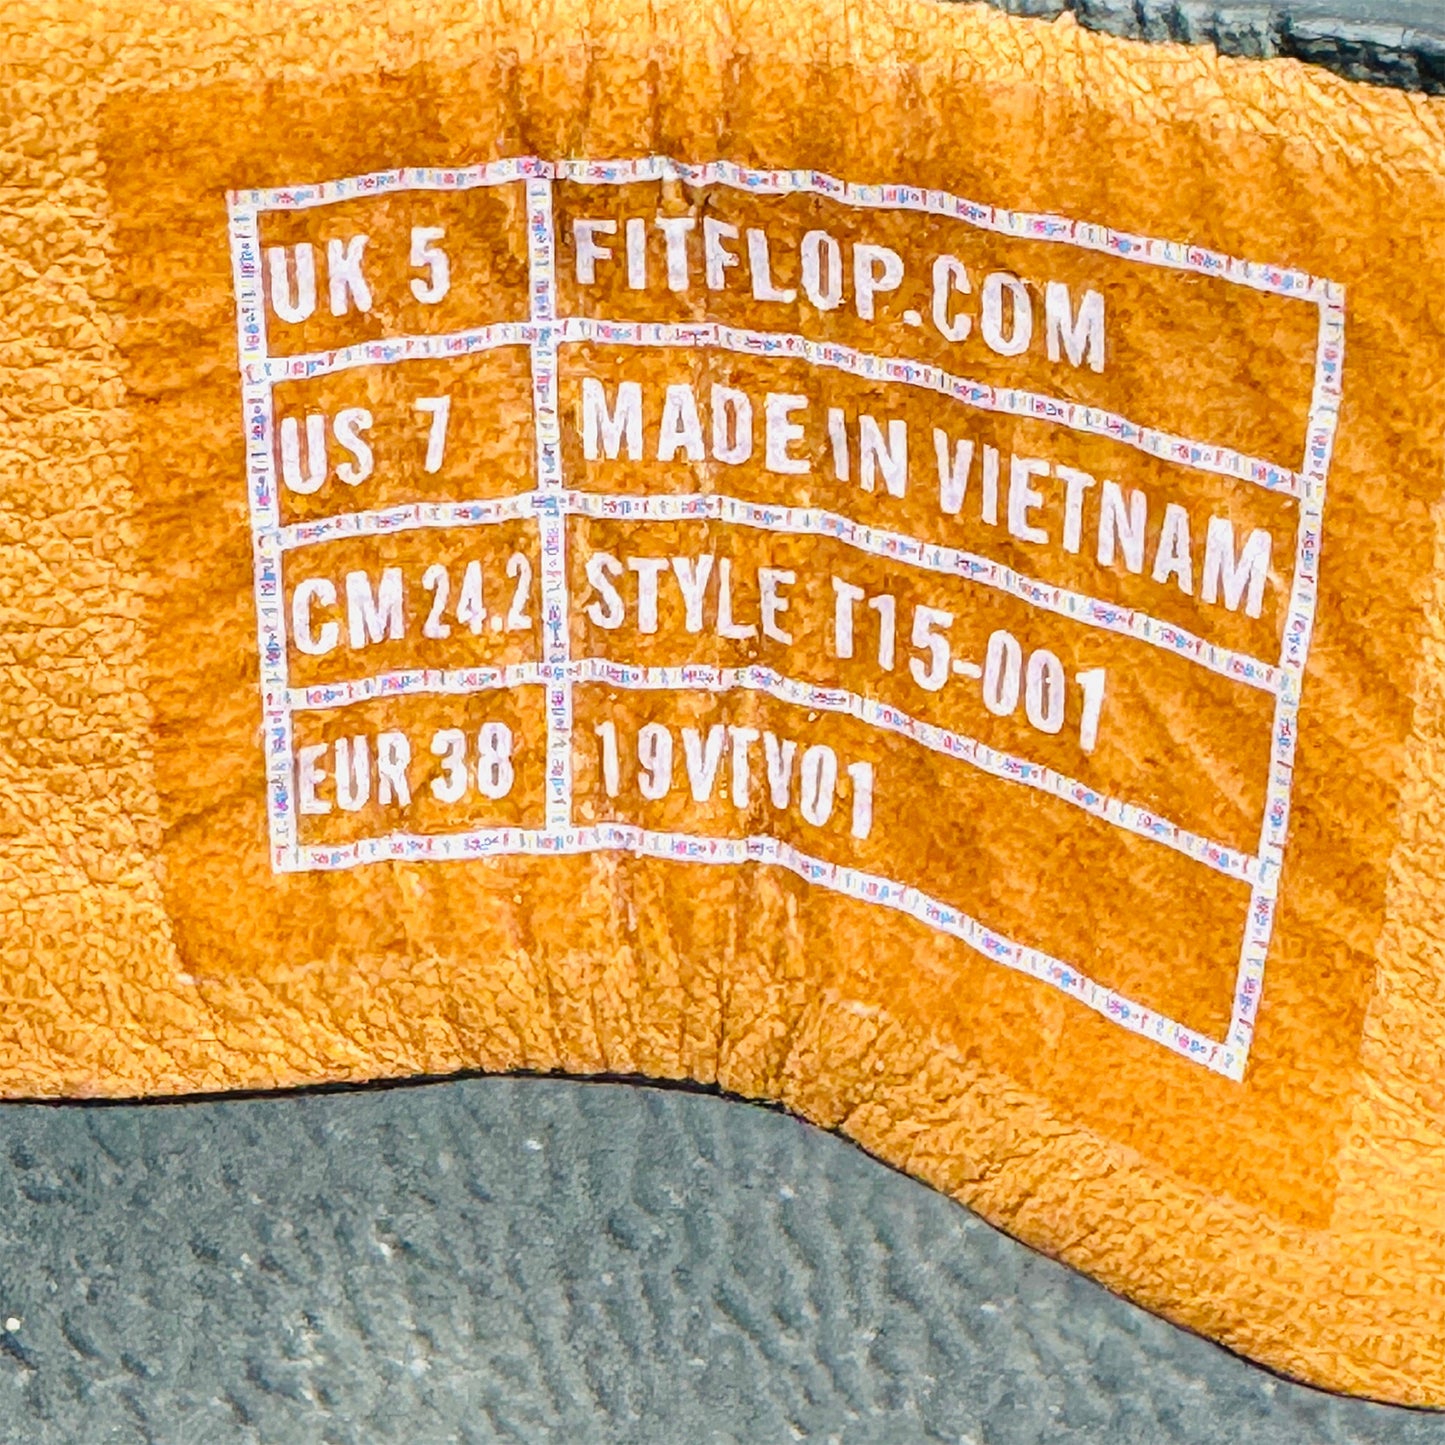 UK 5 FITFLOP.COM
US 7 MADE IN VIETNAM
CM 24.2 STYLE T15-001
EUR 38 19VTV01